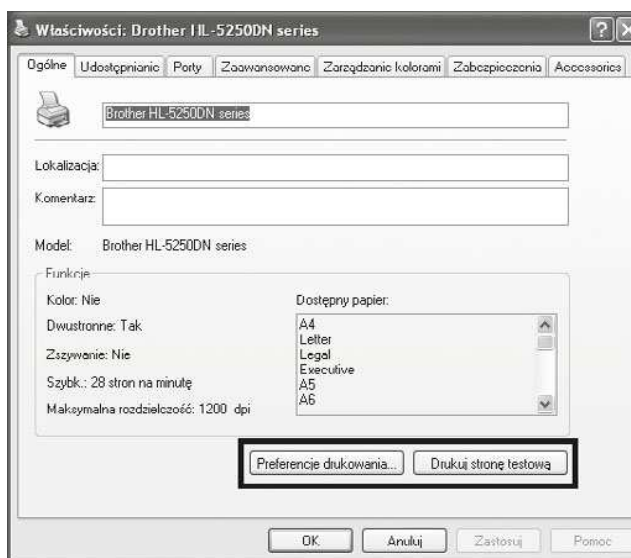 Właściwości: Brother HL-5250DN series
Ogólne Udostępnianie Porty Zaawansowane Zarządzanie kolorami Zabezpieczenia Accessories
Brother HL-5250DN series
Lokalizacja:
Komentarz:
Model: Brother HL-5250DN series
Funkcje
Kolor: Nie
Dwustronne: Tak
Zszywanie: Nie
Szybk.: 28 stron na minutę
Maksymalna rozdzielczość: 1200 dpi
Dostępny papier:
A4
Letter
Legal
Executive
A5
A6
Preferencje drukowania... Drukuj stronę testową
OK Anuluj Zastosuj Pomoc